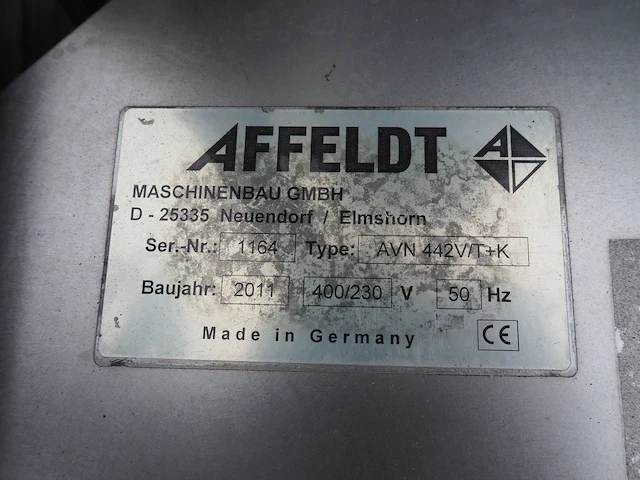 AFFELDT
MASCHINENBAU GMBH
D - 25335 Neuendorf / Elmshorn
Ser.-Nr.: 1164 Type: AVN 442V/T+K
Baujahr: 2011 400/230 V 50 Hz
Made in Germany CE